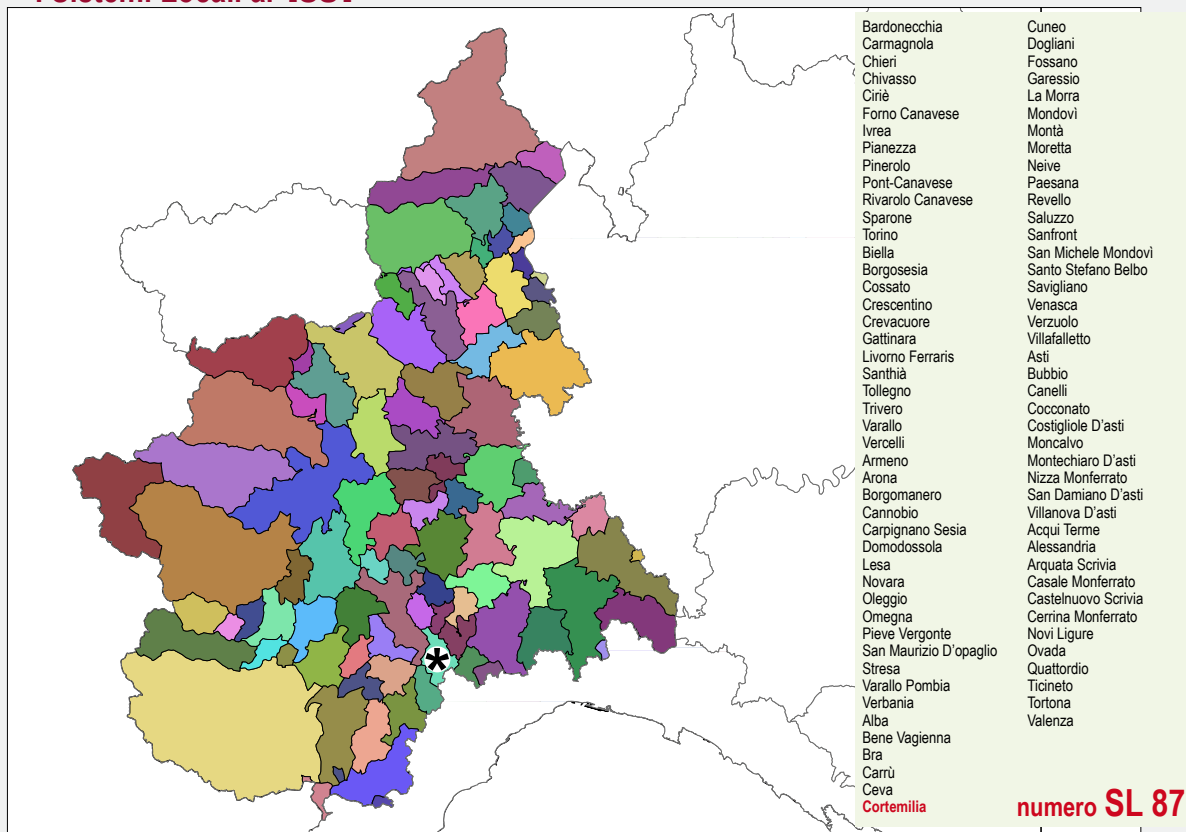 Sistemi Locali
Bardonecchia
Carmagnola
Chieri
Chivasso
Ciriè
Forno Canavese
Ivrea
Pianezza
Pinerolo
Pont-Canavese
Rivarolo Canavese
Sparone
Torino
Biella
Borgosesia
Cossato
Crescentino
Crevacuore
Gattinara
Livorno Ferraris
Santhià
Tollegno
Trivero
Varallo
Vercelli
Armeno
Arona
Borgomanero
Cannobio
Carpignano Sesia
Domodossola
Lesa
Novara
Oleggio
Omegna
Pieve Vergonte
San Maurizio D'opaglio
Stresa
Varallo Pombia
Verbania
Alba
Bene Vagienna
Bra
Carrù
Ceva
Cortemilia
Cuneo
Dogliani
Fossano
Garessio
La Morra
Mondovì
Montà
Moretta
Neive
Paesana
Revello
Saluzzo
Sanfront
San Michele Mondovì
Santo Stefano Belbo
Savigliano
Venasca
Verzuolo
Villafalletto
Asti
Bubbio
Canelli
Cocconato
Costigliole D'asti
Moncalvo
Montechiaro D'asti
Nizza Monferrato
San Damiano D'asti
Villanova D'asti
Acqui Terme
Alessandria
Arquata Scrivia
Casale Monferrato
Castelnuovo Scrivia
Cerrina Monferrato
Novi Ligure
Ovada
Quattordio
Ticineto
Tortona
Valenza
numero SL 87
*